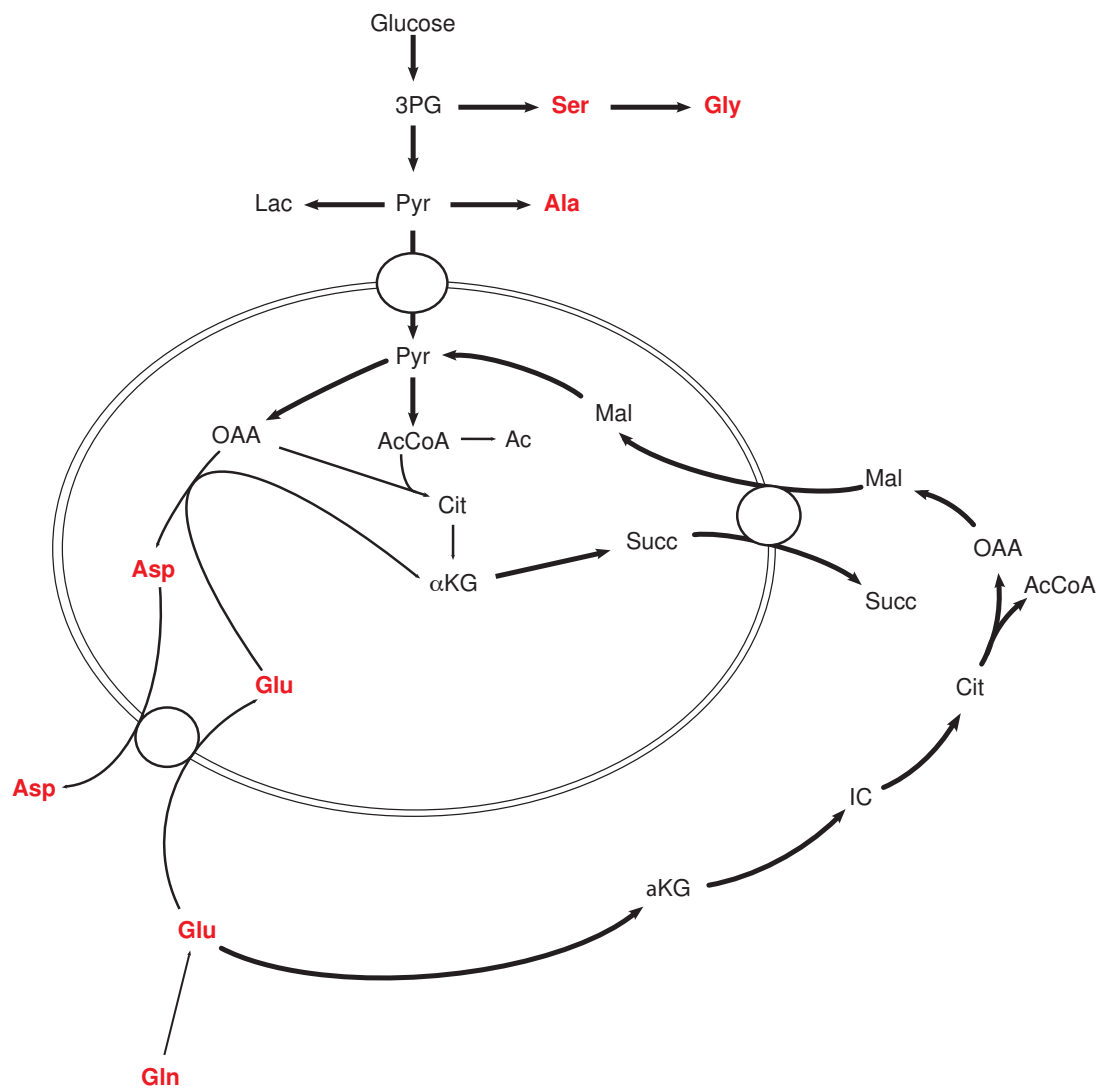 Glucose
3PG
Ser
Gly
Lac
Pyr
Ala
Pyr
Mal
OAA
AcCoA
Ac
Mal
Cit
Succ
OAA
Asp
αKG
AcCoA
Succ
Glu
Cit
Asp
IC
aKG
Glu
Gln